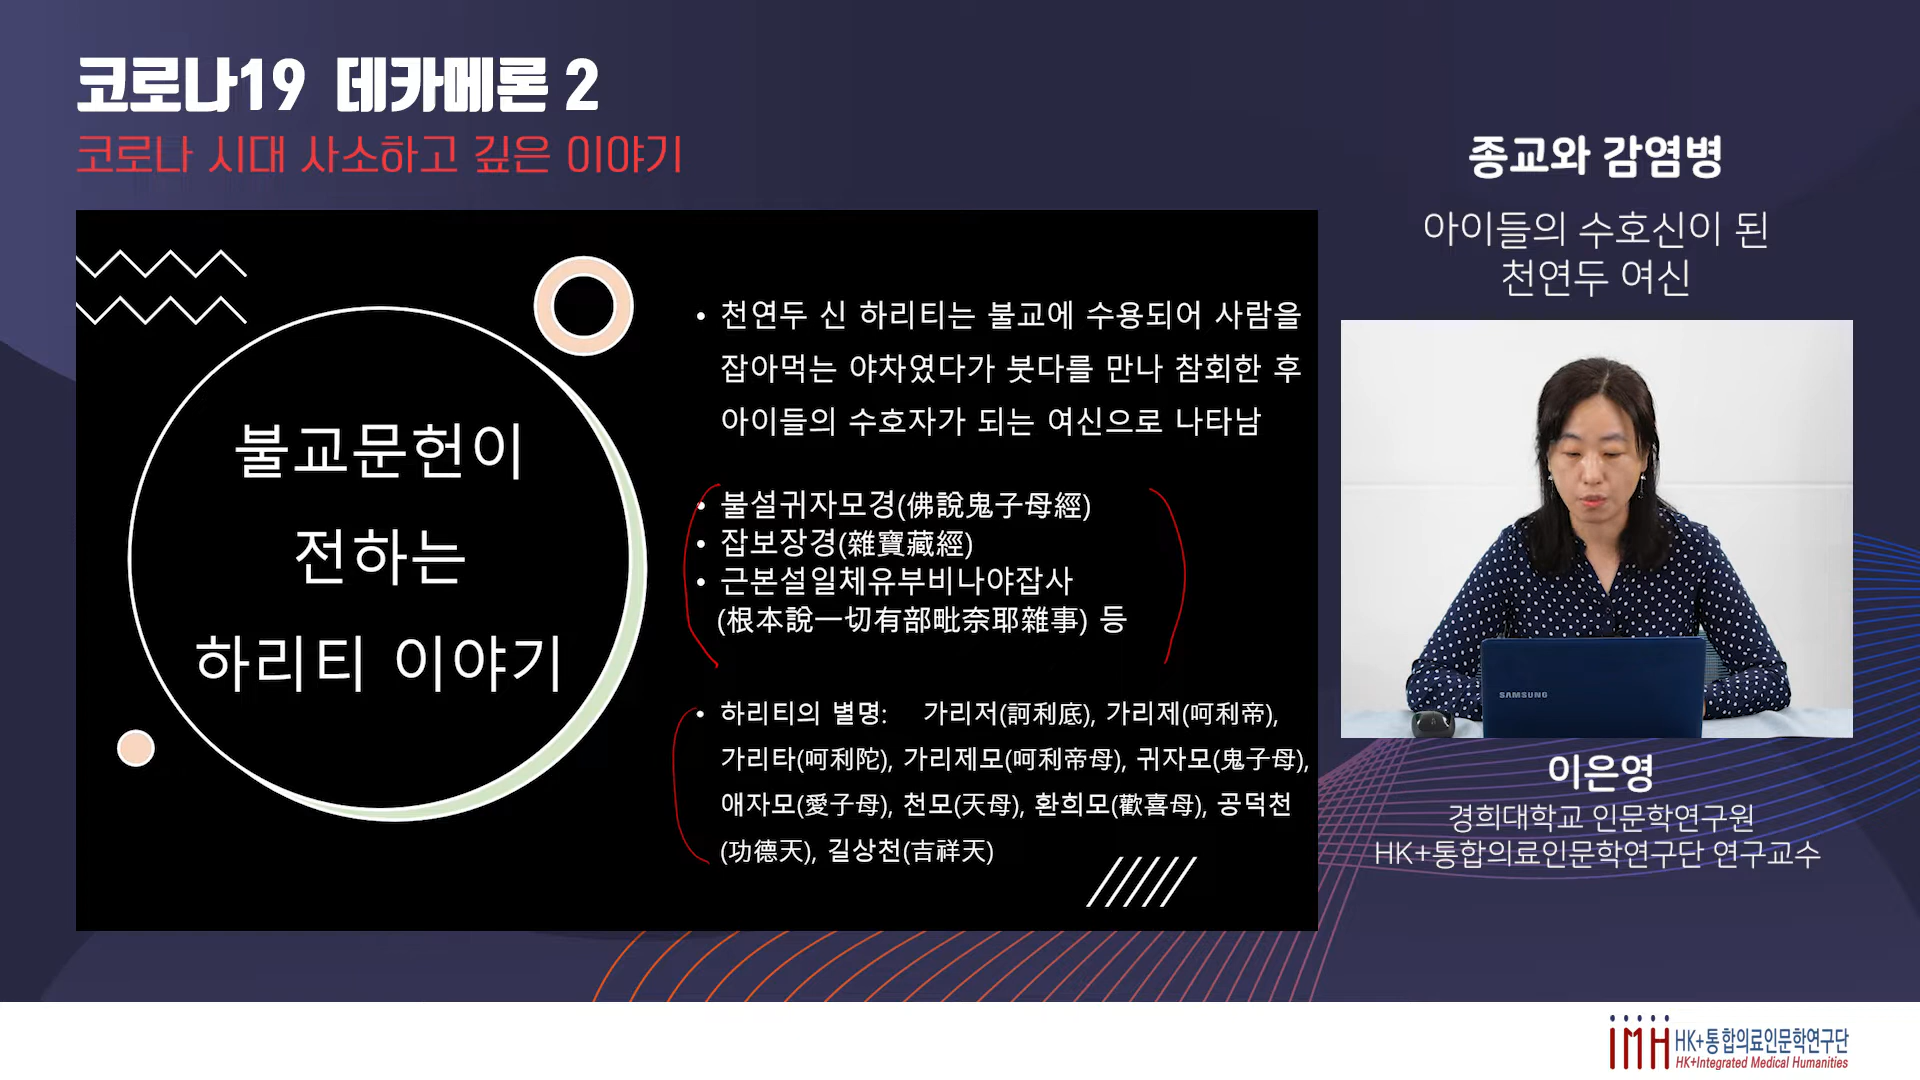 코로나19 데카메론 2
코로나 시대 사소하고 깊은 이야기
불교문헌이
전하는
하리티 이야기
• 천연두 신 하리티는 불교에 수용되어 사람을
잡아먹는 야차였다가 붓다를 만나 참회한 후
아이들의 수호자가 되는 여신으로 나타남
• 불설귀자모경(佛說鬼子母經)
• 잡보장경(雜寶藏經)
• 근본설일체유부비나야잡사
(根本說一切有部毗奈耶雜事) 등
• 하리티의 별명: 가리저(訶利底), 가리제(呵利帝),
가리타(呵利陀), 가리제모(呵利帝母), 귀자모(鬼子母),
애자모(愛子母), 천모(天母), 환희모(歡喜母), 공덕천
(功德天), 길상천(吉祥天)
종교와 감염병
아이들의 수호신이 된
천연두 여신
SAMSUNG
이은영
경희대학교 인문학연구원
HK+통합의료인문학연구단 연구교수
IMH HK+통합의료인문학연구단
HK+Integrated Medical Humanities